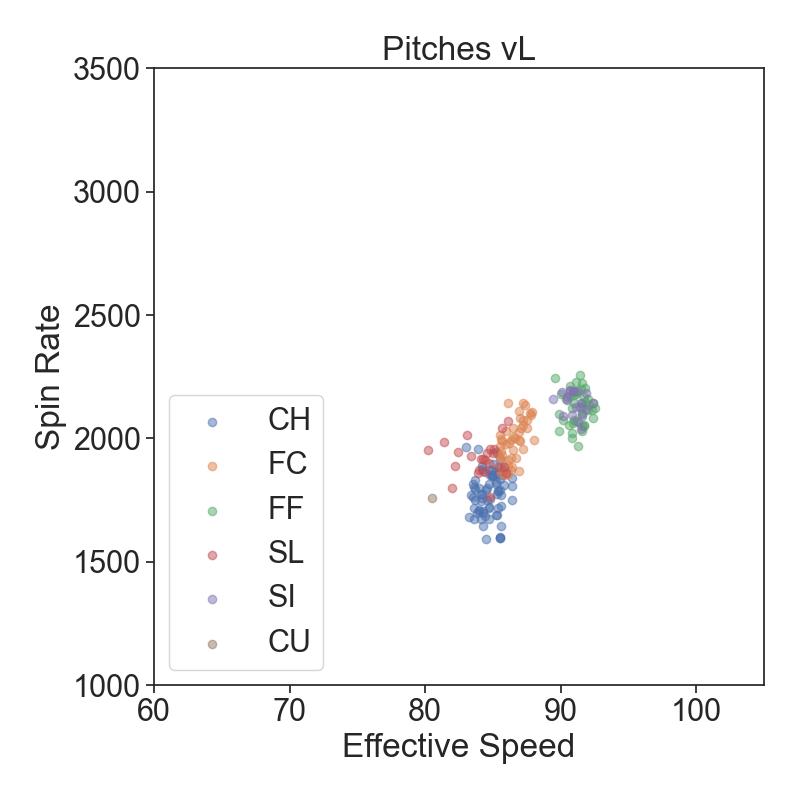 Pitches vL
3500
3000
2500
2000
1500
1000
Spin Rate
CH
FC
FF
SL
SI
CU
60 70 80 90 100
Effective Speed